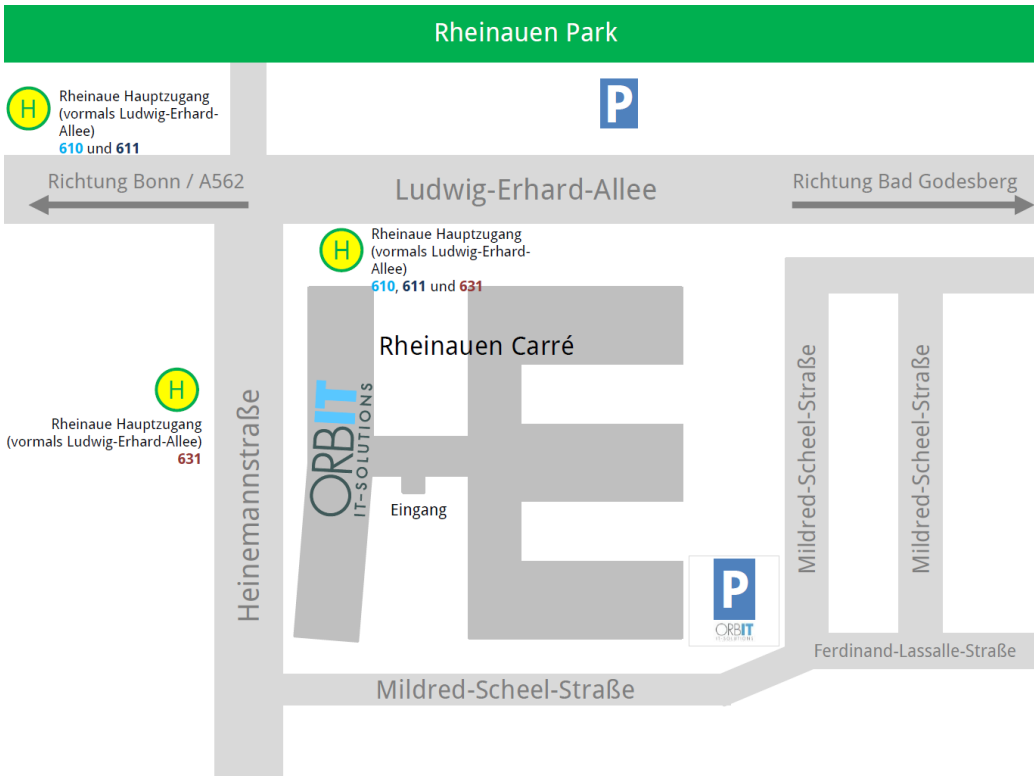 Rheinauen Park
P
H
Rheinaue Hauptzugang
(vormals Ludwig-Erhard-
Allee)
610 und 611
Richtung Bonn / A562
Ludwig-Erhard-Allee
Richtung Bad Godesberg
H
Rheinaue Hauptzugang
(vormals Ludwig-Erhard-
Allee)
610, 611 und 631
Rheinauen Carré
H
Rheinaue Hauptzugang
(vormals Ludwig-Erhard-Allee)
631
Heinemannstraße
ORBIT
IT-SOLUTIONS
Eingang
Mildred-Scheel-Straße
Mildred-Scheel-Straße
P
ORBIT
IT-SOLUTIONS
Ferdinand-Lassalle-Straße
Mildred-Scheel-Straße